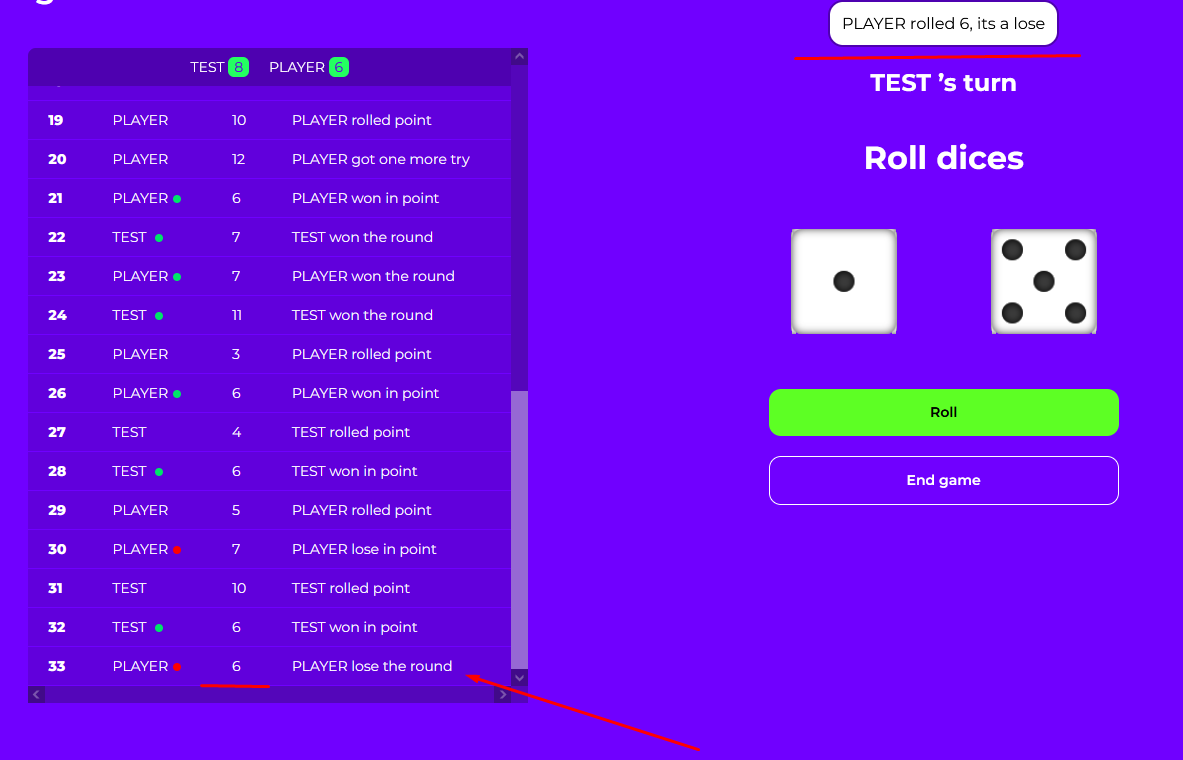 PLAYER rolled 6, its a lose
TEST 8 PLAYER 6
TEST ’s turn
19 PLAYER 10 PLAYER rolled point
20 PLAYER 12 PLAYER got one more try
21 PLAYER 6 PLAYER won in point
22 TEST 7 TEST won the round
23 PLAYER 7 PLAYER won the round
24 TEST 11 TEST won the round
25 PLAYER 3 PLAYER rolled point
26 PLAYER 6 PLAYER won in point
27 TEST 4 TEST rolled point
28 TEST 6 TEST won in point
29 PLAYER 5 PLAYER rolled point
30 PLAYER 7 PLAYER lose in point
31 TEST 10 TEST rolled point
32 TEST 6 TEST won in point
33 PLAYER 6 PLAYER lose the round
Roll dices
Roll
End game